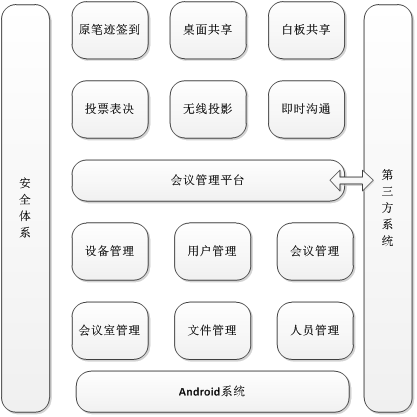 原笔迹签到
桌面共享
白板共享
投票表决
无线投影
即时沟通
会议管理平台
安全体系
第三方系统
设备管理
用户管理
会议管理
会议室管理
文件管理
人员管理
Android系统